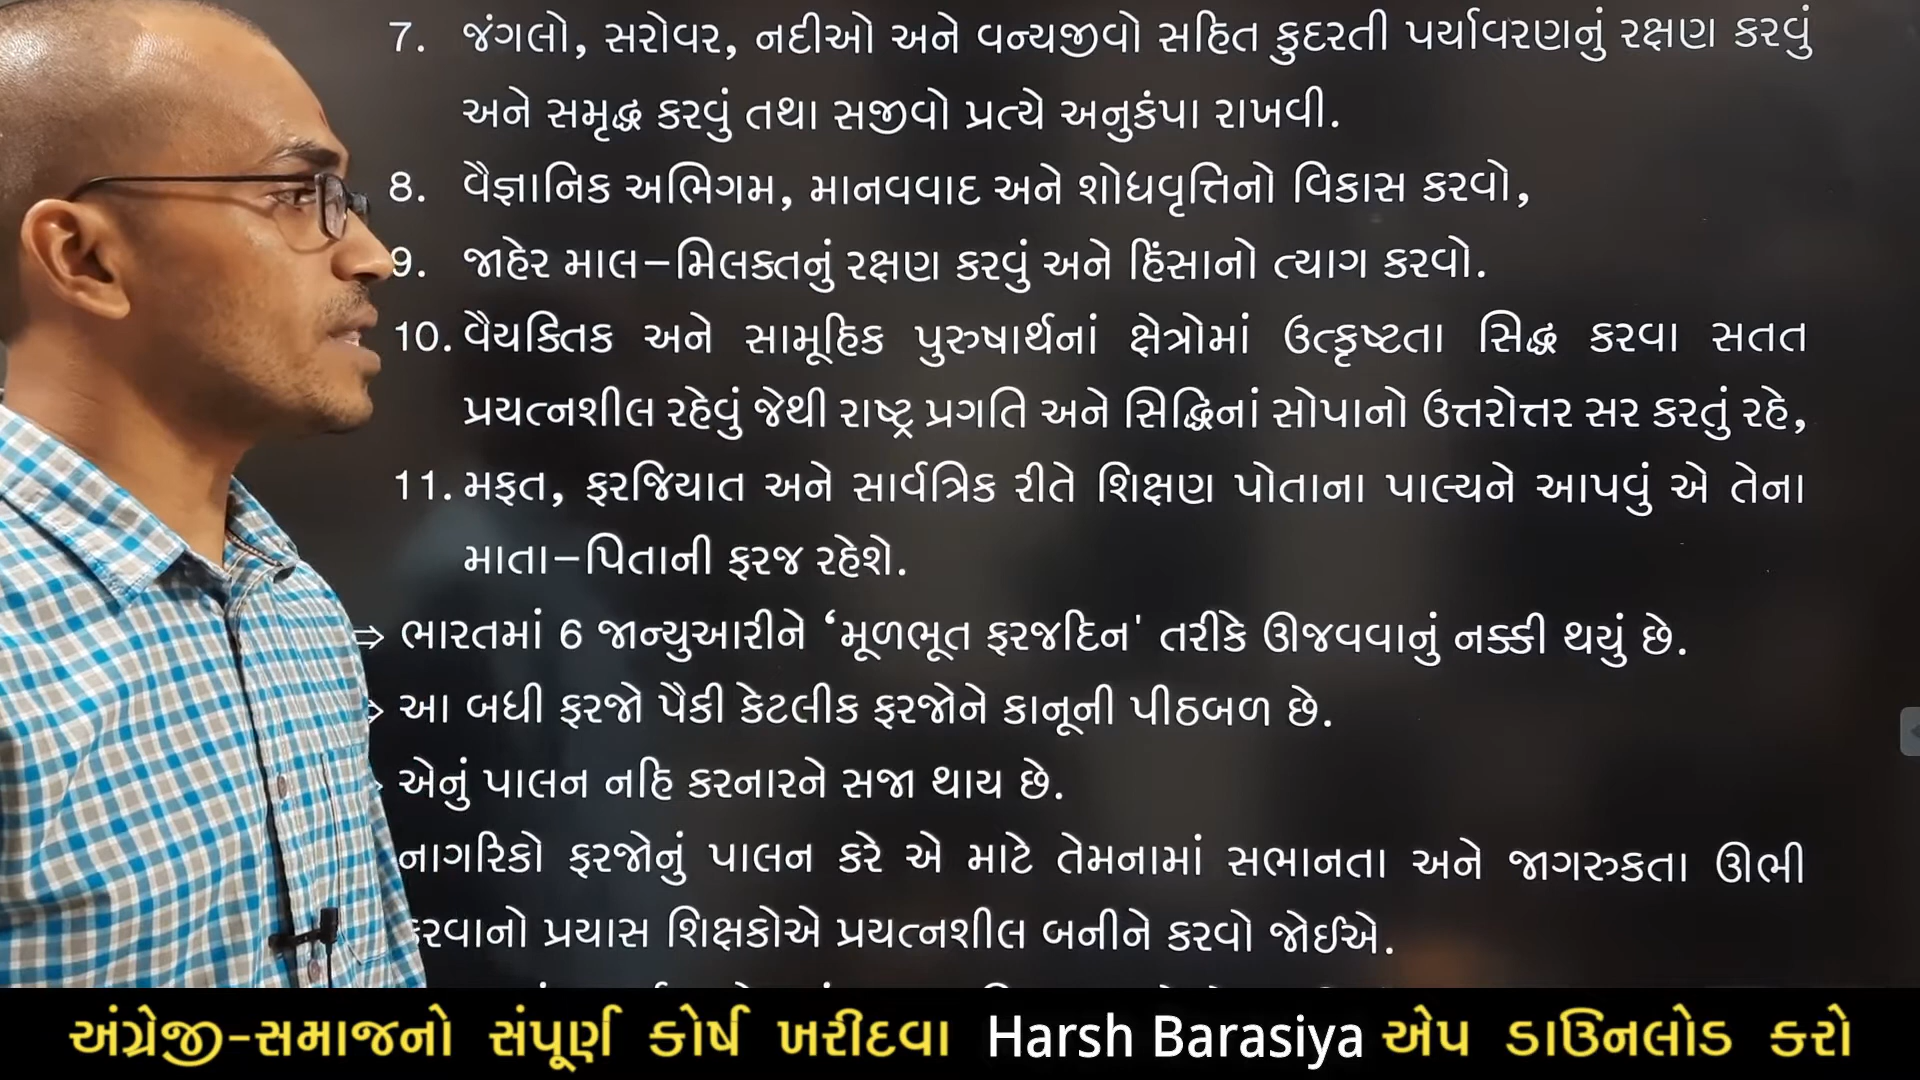 7. જંગલો, સરોવર, નદીઓ અને વન્યજીવો સહિત કુદરતી પર્યાવરણનું રક્ષણ કરવું
અને સમૃદ્ધ કરવું તથા સજીવો પ્રત્યે અનુકંપા રાખવી.
8. વૈજ્ઞાનિક અભિગમ, માનવવાદ અને શોધવૃત્તિનો વિકાસ કરવો,
9. જાહેર માલ–મિલક્તનું રક્ષણ કરવું અને હિંસાનો ત્યાગ કરવો.
10. વૈયક્તિક અને સામૂહિક પુરુષાર્થનાં ક્ષેત્રોમાં ઉત્કૃષ્ટતા સિદ્ધ કરવા સતત
પ્રયત્નશીલ રહેવું જેથી રાષ્ટ્ર પ્રગતિ અને સિદ્ધિનાં સોપાનો ઉત્તરોત્તર સર કરતું રહે,
11. મફત, ફરજિયાત અને સાર્વત્રિક રીતે શિક્ષણ પોતાના પાલ્યને આપવું એ તેના
માતા–પિતાની ફરજ રહેશે.
⇒ ભારતમાં 6 જાન્યુઆરીને ‘મૂળભૂત ફરજદિન' તરીકે ઊજવવાનું નક્કી થયું છે.
⇒ આ બધી ફરજો પૈકી કેટલીક ફરજોને કાનૂની પીઠબળ છે.
એનું પાલન નહિ કરનારને સજા થાય છે.
નાગરિકો ફરજોનું પાલન કરે એ માટે તેમનામાં સભાનતા અને જાગરુકતા ઊભી
કરવાનો પ્રયાસ શિક્ષકોએ પ્રયત્નશીલ બનીને કરવો જોઈએ.
અંગ્રેજી-સમાજનો સંપૂર્ણ કોર્ષ ખરીદવા Harsh Barasiya એપ ડાઉનલોડ કરો